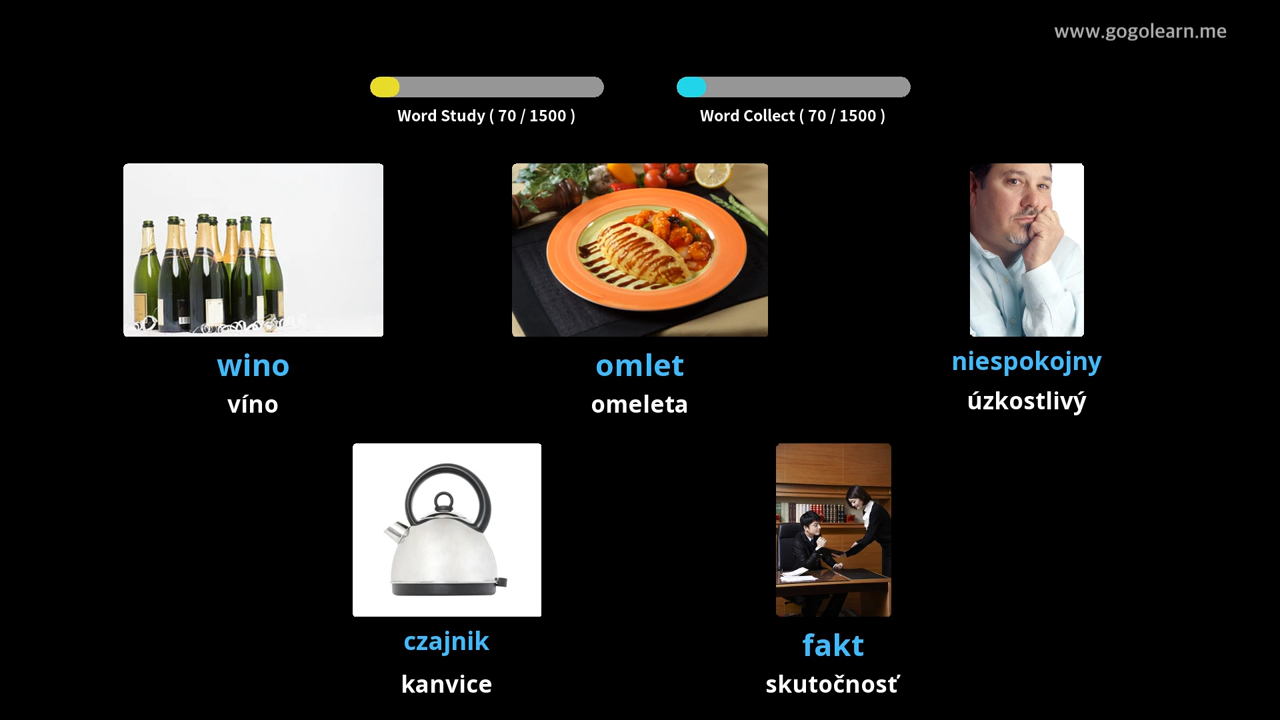 www.gogolearn.me
Word Study ( 70 / 1500 )
Word Collect ( 70 / 1500 )
wino
víno
omlet
omeleta
niespokojny
úzkostlivý
czajnik
kanvice
fakt
skutočnosť